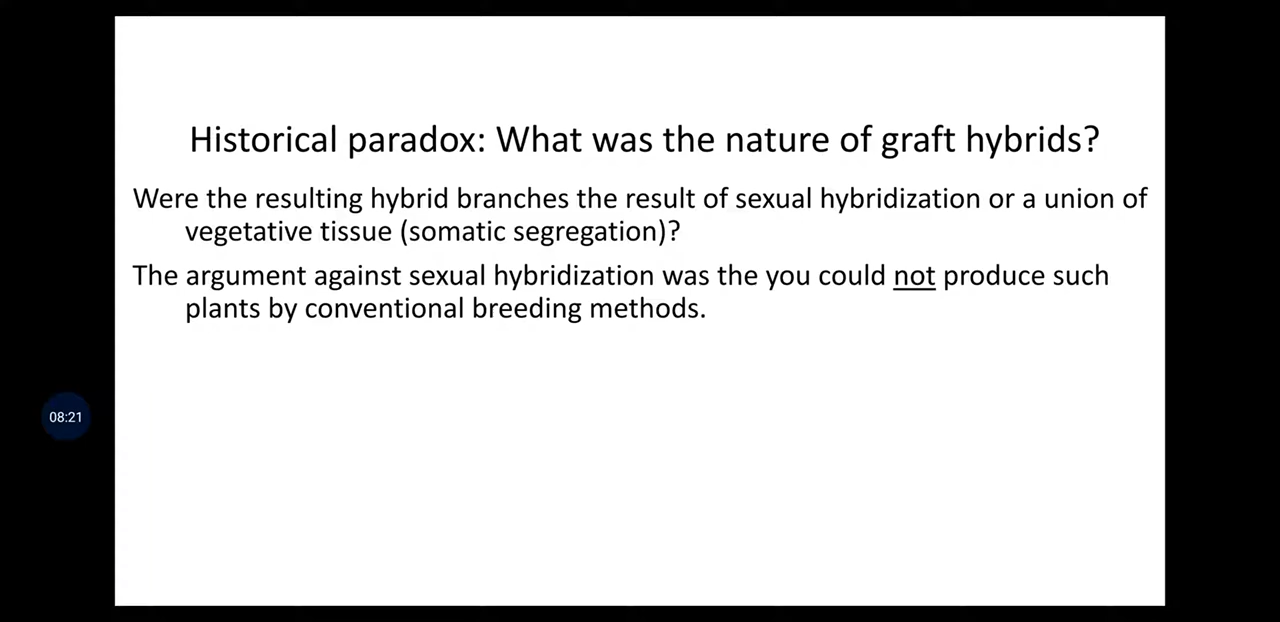 Historical paradox: What was the nature of graft hybrids?
Were the resulting hybrid branches the result of sexual hybridization or a union of
vegetative tissue (somatic segregation)?
The argument against sexual hybridization was the you could not produce such
plants by conventional breeding methods.
08:21